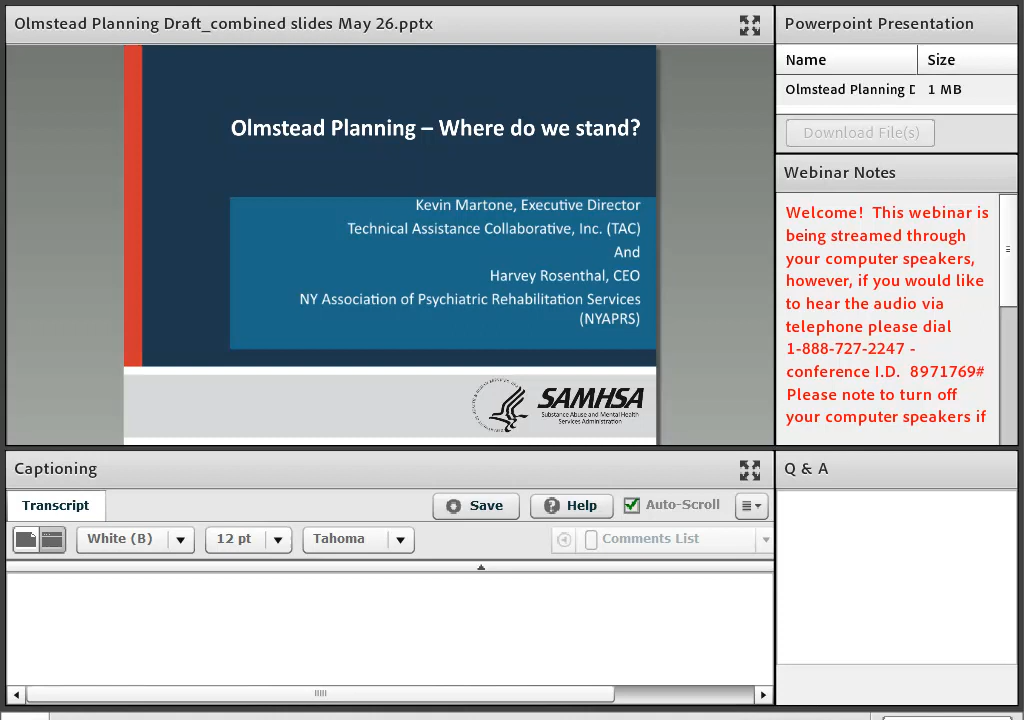 Olmstead Planning Draft_combined slides May 26.pptx
Olmstead Planning – Where do we stand?
Kevin Martone, Executive Director
Technical Assistance Collaborative, Inc. (TAC)
And
Harvey Rosenthal, CEO
NY Association of Psychiatric Rehabilitation Services
(NYAPRS)
SAMHSA
Substance Abuse and Mental Health
Services Administration
Powerpoint Presentation
Name Size
Olmstead Planning D 1 MB
Download File(s)
Webinar Notes
Welcome! This webinar is
being streamed through
your computer speakers,
however, if you would like
to hear the audio via
telephone please dial
1-888-727-2247 -
conference I.D. 8971769#
Please note to turn off
your computer speakers if
Captioning
Transcript
Save
Help
Auto-Scroll
White (B)
12 pt
Tahoma
Comments List
Q & A